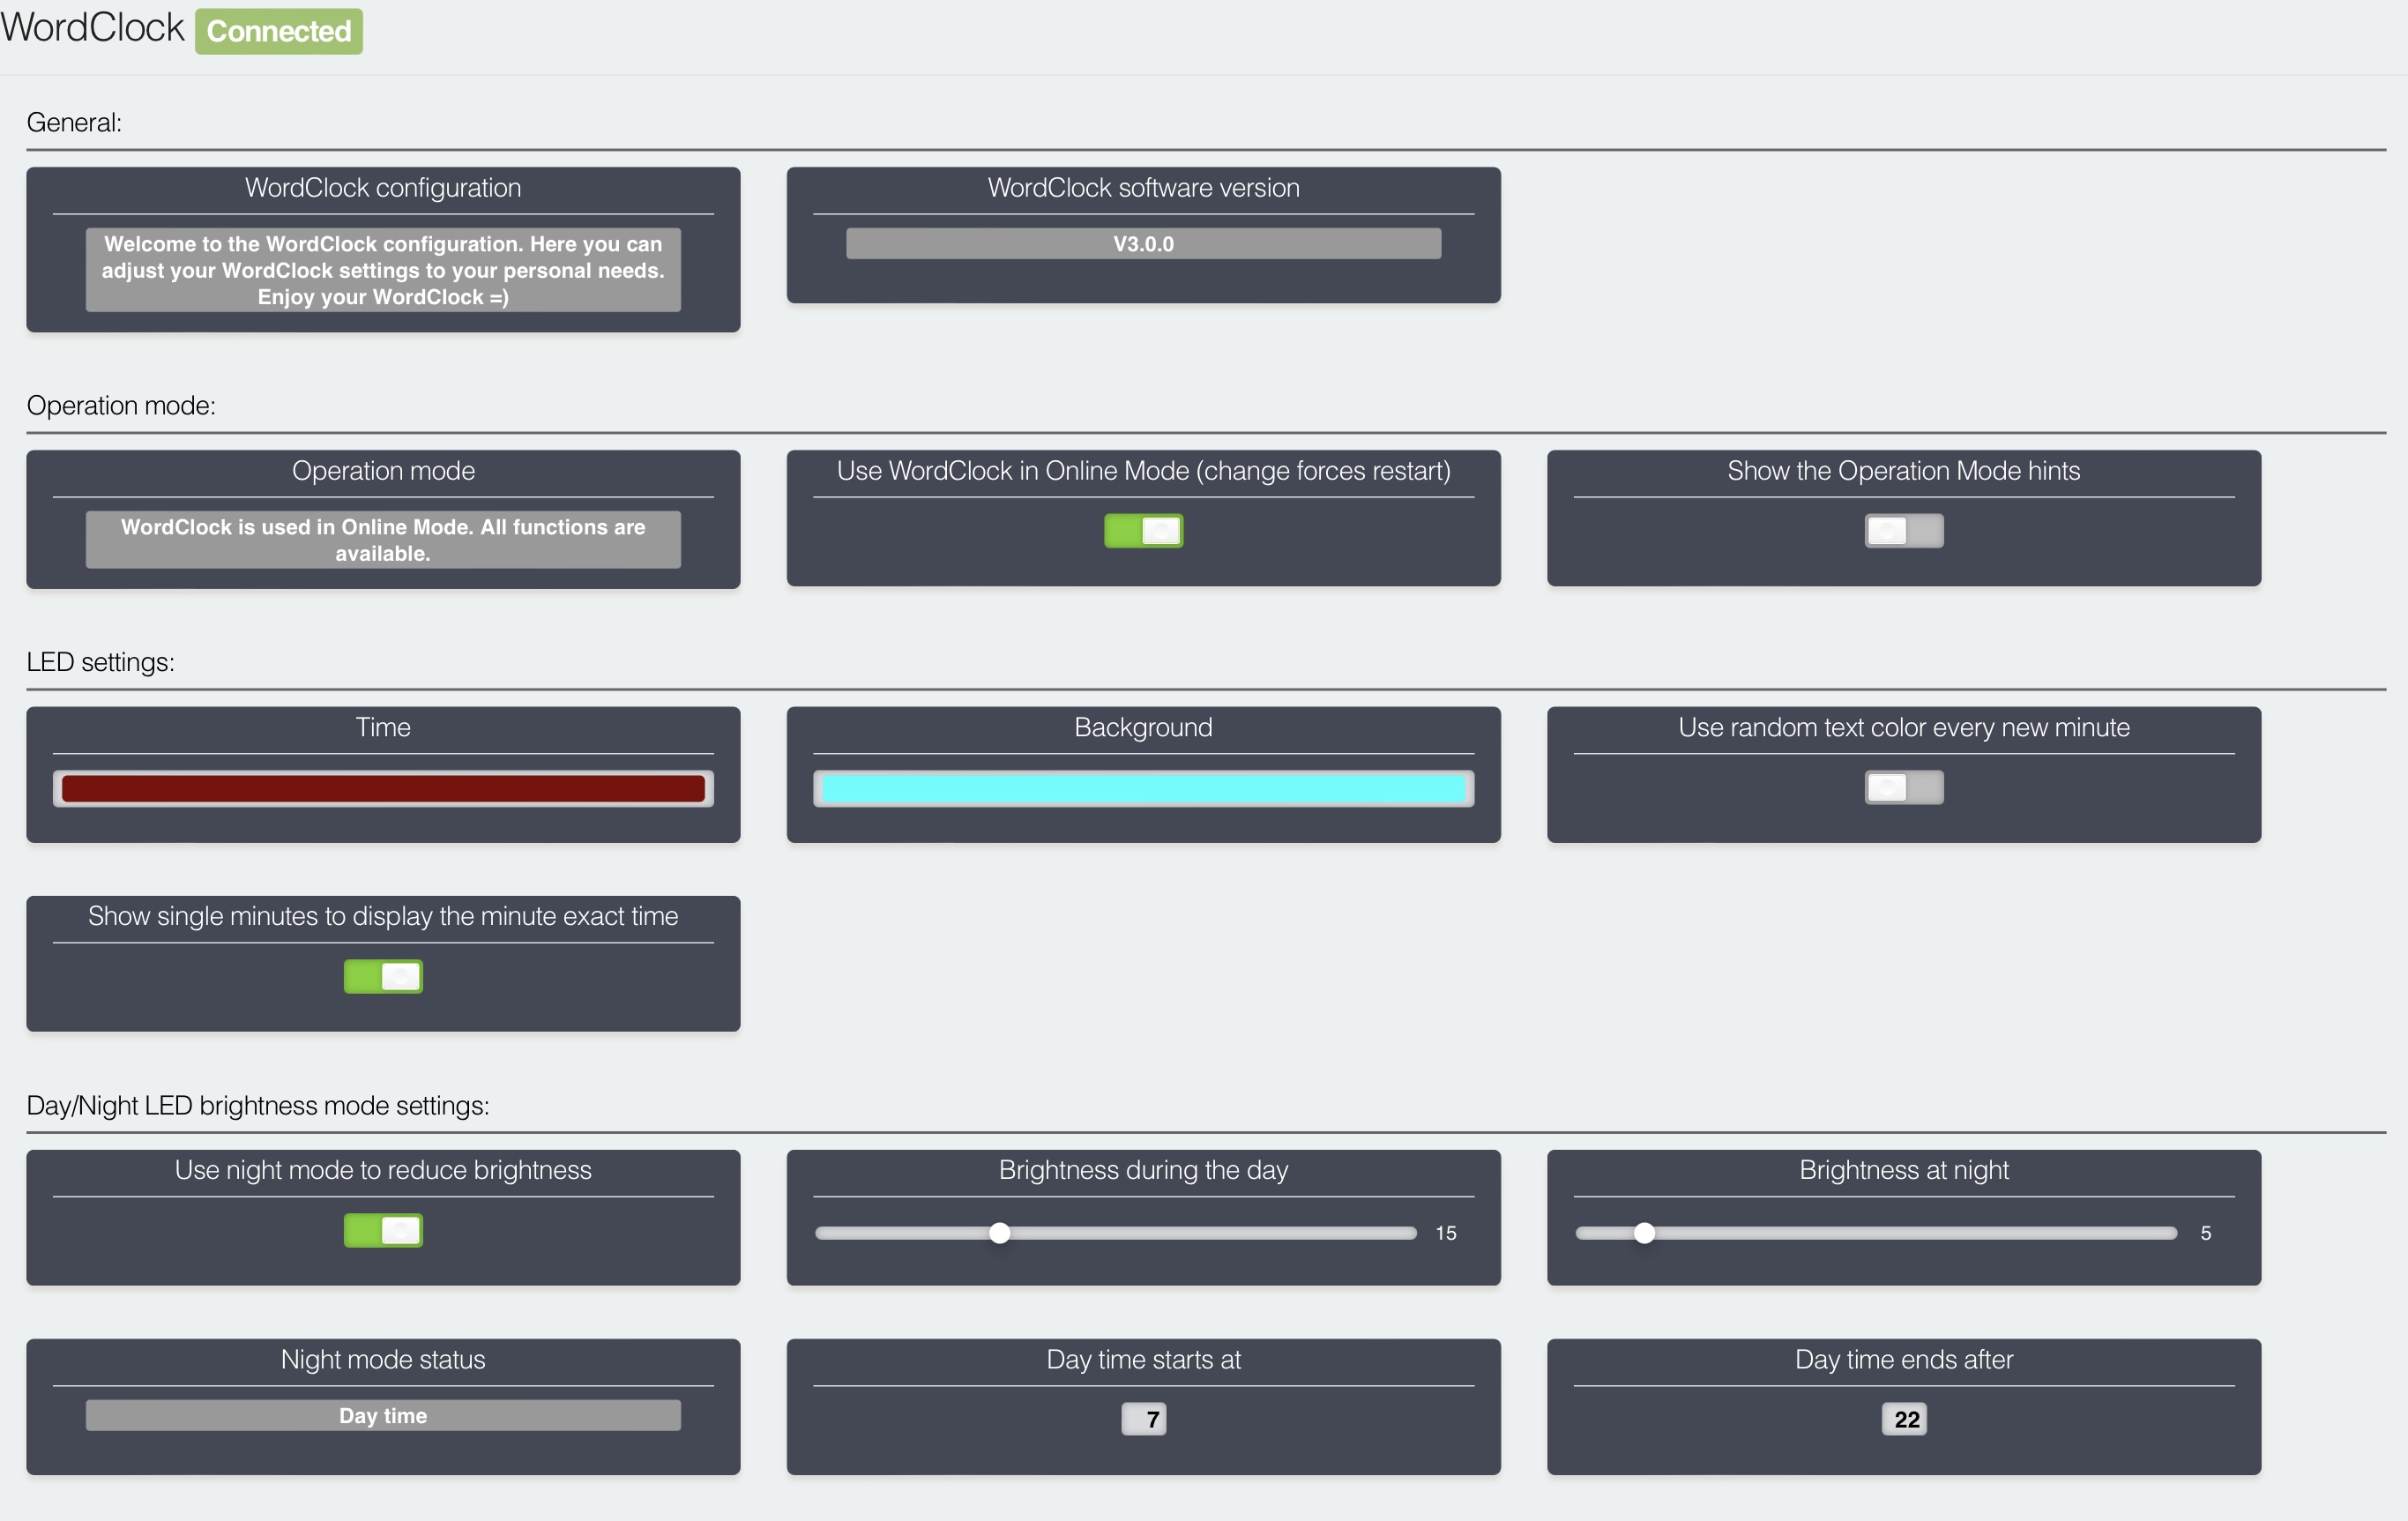 WordClock Connected
General:
WordClock configuration
Welcome to the WordClock configuration. Here you can
adjust your WordClock settings to your personal needs.
Enjoy your WordClock =)
WordClock software version
V3.0.0
Operation mode:
Operation mode
WordClock is used in Online Mode. All functions are
available.
Use WordClock in Online Mode (change forces restart)
Show the Operation Mode hints
LED settings:
Time
Background
Use random text color every new minute
Show single minutes to display the minute exact time
Day/Night LED brightness mode settings:
Use night mode to reduce brightness
Brightness during the day
15
Brightness at night
5
Night mode status
Day time
Day time starts at
7
Day time ends after
22